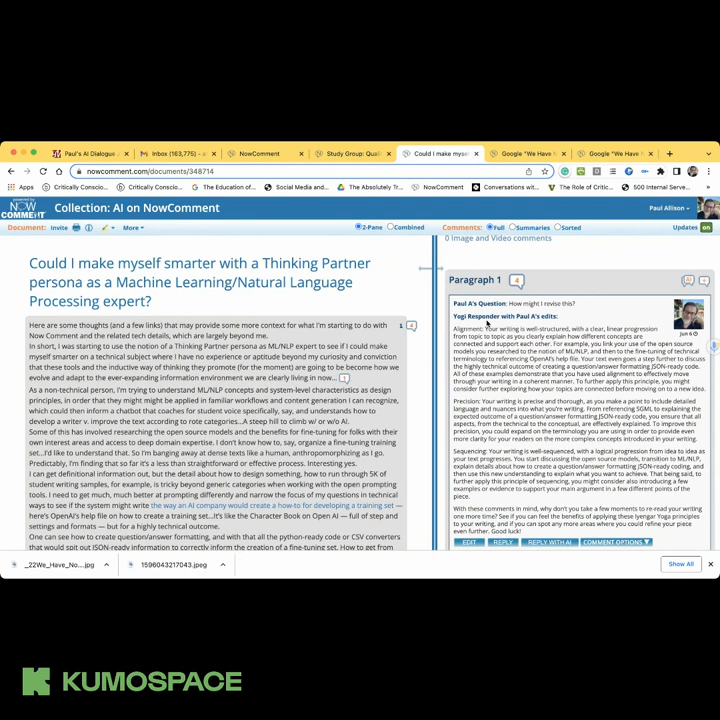 Paul's AI Dialogue
Inbox (163,775)
NowComment
Study Group: Quali
Could I make mysel
Google "We Have N
Google "We Have N
nowcomment.com/documents/348714
Apps
Critically Conscio...
Critically Conscio...
The Education of...
Social Media and...
The Absolutely Tr...
NowComment
Conversations wit...
The Role of Critic...
500 Internal Serve...
powered by
NOW COMMENT
Collection: AI on NowComment
Paul Allison
Document: Invite More
2-Pane Combined
Comments: Full Summaries Sorted
Updates on
0 Image and Video comments
Could I make myself smarter with a Thinking Partner
persona as a Machine Learning/Natural Language
Processing expert?
Here are some thoughts (and a few links) that may provide some more context for what I'm starting to do with
Now Comment and the related tech details, which are largely beyond me.
In short, I was starting to use the notion of a Thinking Partner persona as ML/NLP expert to see if I could make
myself smarter on a technical subject where I have no experience or aptitude beyond my curiosity and conviction
that these tools and the inductive way of thinking they promote (for the moment) are going to be become how we
evolve and adapt to the ever-expanding information environment we are clearly living in now... 1
As a non-technical person, I'm trying to understand ML/NLP concepts and system-level characteristics as design
principles, in order that they might might be applied in familiar workflows and content generation I can recognize,
which could then inform a chatbot that coaches for student voice specifically, say, and understands how to
develop a writer v. improve the text according to rote categories...A steep hill to climb w/ or w/o AI.
Some of this has involved researching the open source models and the benefits for fine-tuning for folks with their
own interest areas and access to deep domain expertise. I don't know how to, say, organize a fine-tuning training
set...I'd like to understand that. So I'm banging away at dense texts like a human, anthropomorphizing as I go.
Predictably, I'm finding that so far it's a less than straightforward or effective process. Interesting yes.
I can get definitional information out, but the detail about how to design something, how to run through 5K of
student writing samples, for example, is tricky beyond generic categories when working with the open prompting
tools. I need to get much, much better at prompting differently and narrow the focus of my questions in technical
ways to see if the system might write the way an AI company would create a how-to for developing a training set —
here's OpenAI's help file on how to create a training set...it's like the Character Book on Open AI — full of step and
settings and formats — but for a highly technical outcome.
One can see how to create question/answer formatting, and with that all the python-ready code or CSV converters
that would spit out JSON-ready information to correctly inform the creation of a fine-tuning set. How to get from
1 4
Paragraph 1 4
AI
Paul A's Question: How might I revise this?
Yogi Responder with Paul A's edits:
Jun 6
Alignment: Your writing is well-structured, with a clear, linear progression
from topic to topic as you clearly explain how different concepts are
connected and support each other. For example, you link your use of the open source
models you researched to the notion of ML/NLP, and then to the fine-tuning of technical
terminology to referencing OpenAI's help file. Your text even goes a step further to discuss
the highly technical outcome of creating a question/answer formatting JSON-ready code.
All of these examples demonstrate that you have used alignment to effectively move
through your writing in a coherent manner. To further apply this principle, you might
consider further exploring how your topics are connected before moving on to a new idea.
Precision: Your writing is precise and thorough, as you make a point to include detailed
language and nuances into what you're writing. From referencing SGML to explaining the
expected outcome of a question/answer formatting JSON-ready code, you ensure that all
aspects, from the technical to the conceptual, are effectively explained. To improve this
precision, you could expand on the terminology you are using in order to provide even
more clarity for readers on the more complex concepts introduced in your writing.
Sequencing: Your writing is well-sequenced, with a logical progression from idea to idea as
your text progresses. You start discussing the open source models, transition to ML/NLP,
explain details about how to create a question/answer formatting JSON-ready coding, and
then use this new understanding to explain what you want to achieve. That being said, to
further apply this principle of sequencing, you might also consider introducing a few
examples or evidence to support your main argument in a few different points of the
piece.
With these comments in mind, why don't you take a few moments to re-read your writing
one more time? See if you can feel the benefits of applying these Iyengar Yoga principles
to your writing, and if you can spot any more areas where you could refine your piece
even further. Good luck!
EDIT REPLY REPLY WITH AI COMMENT OPTIONS
_22We_Have_No....jpg
1596043217043.jpeg
Show All
KUMOSPACE